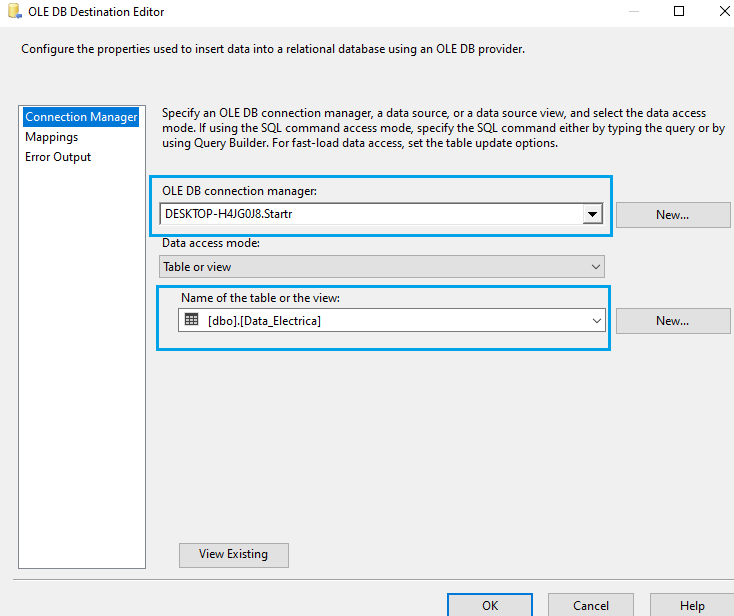 OLE DB Destination Editor
Configure the properties used to insert data into a relational database using an OLE DB provider.
Connection Manager
Mappings
Error Output
Specify an OLE DB connection manager, a data source, or a data source view, and select the data access
mode. If using the SQL command access mode, specify the SQL command either by typing the query or by
using Query Builder. For fast-load data access, set the table update options.
OLE DB connection manager:
DESKTOP-H4JG0J8.Startr
New...
Data access mode:
Table or view
Name of the table or the view:
[dbo].[Data_Electrica]
New...
View Existing
OK
Cancel
Help